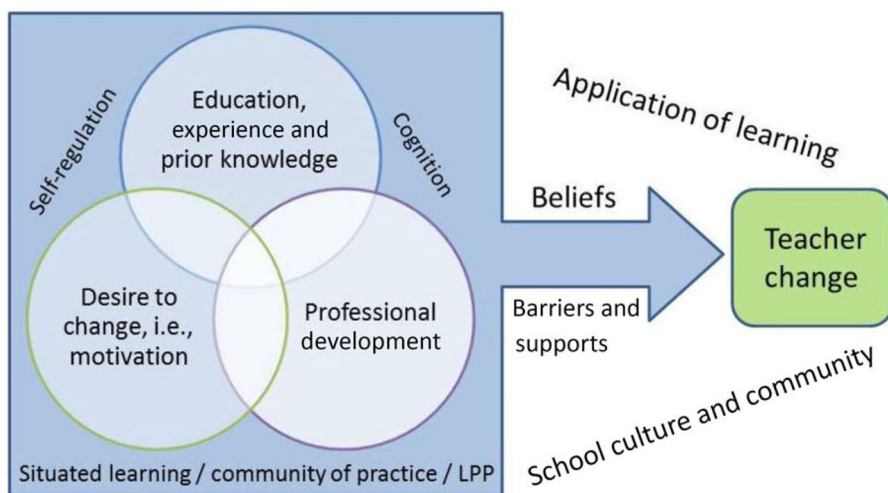 Self-regulation
Education,
experience and
prior knowledge
Cognition
Desire to
change, i.e.,
motivation
Professional
development
Situated learning / community of practice / LPP
Application of learning
Beliefs
Barriers and
supports
Teacher
change
School culture and community